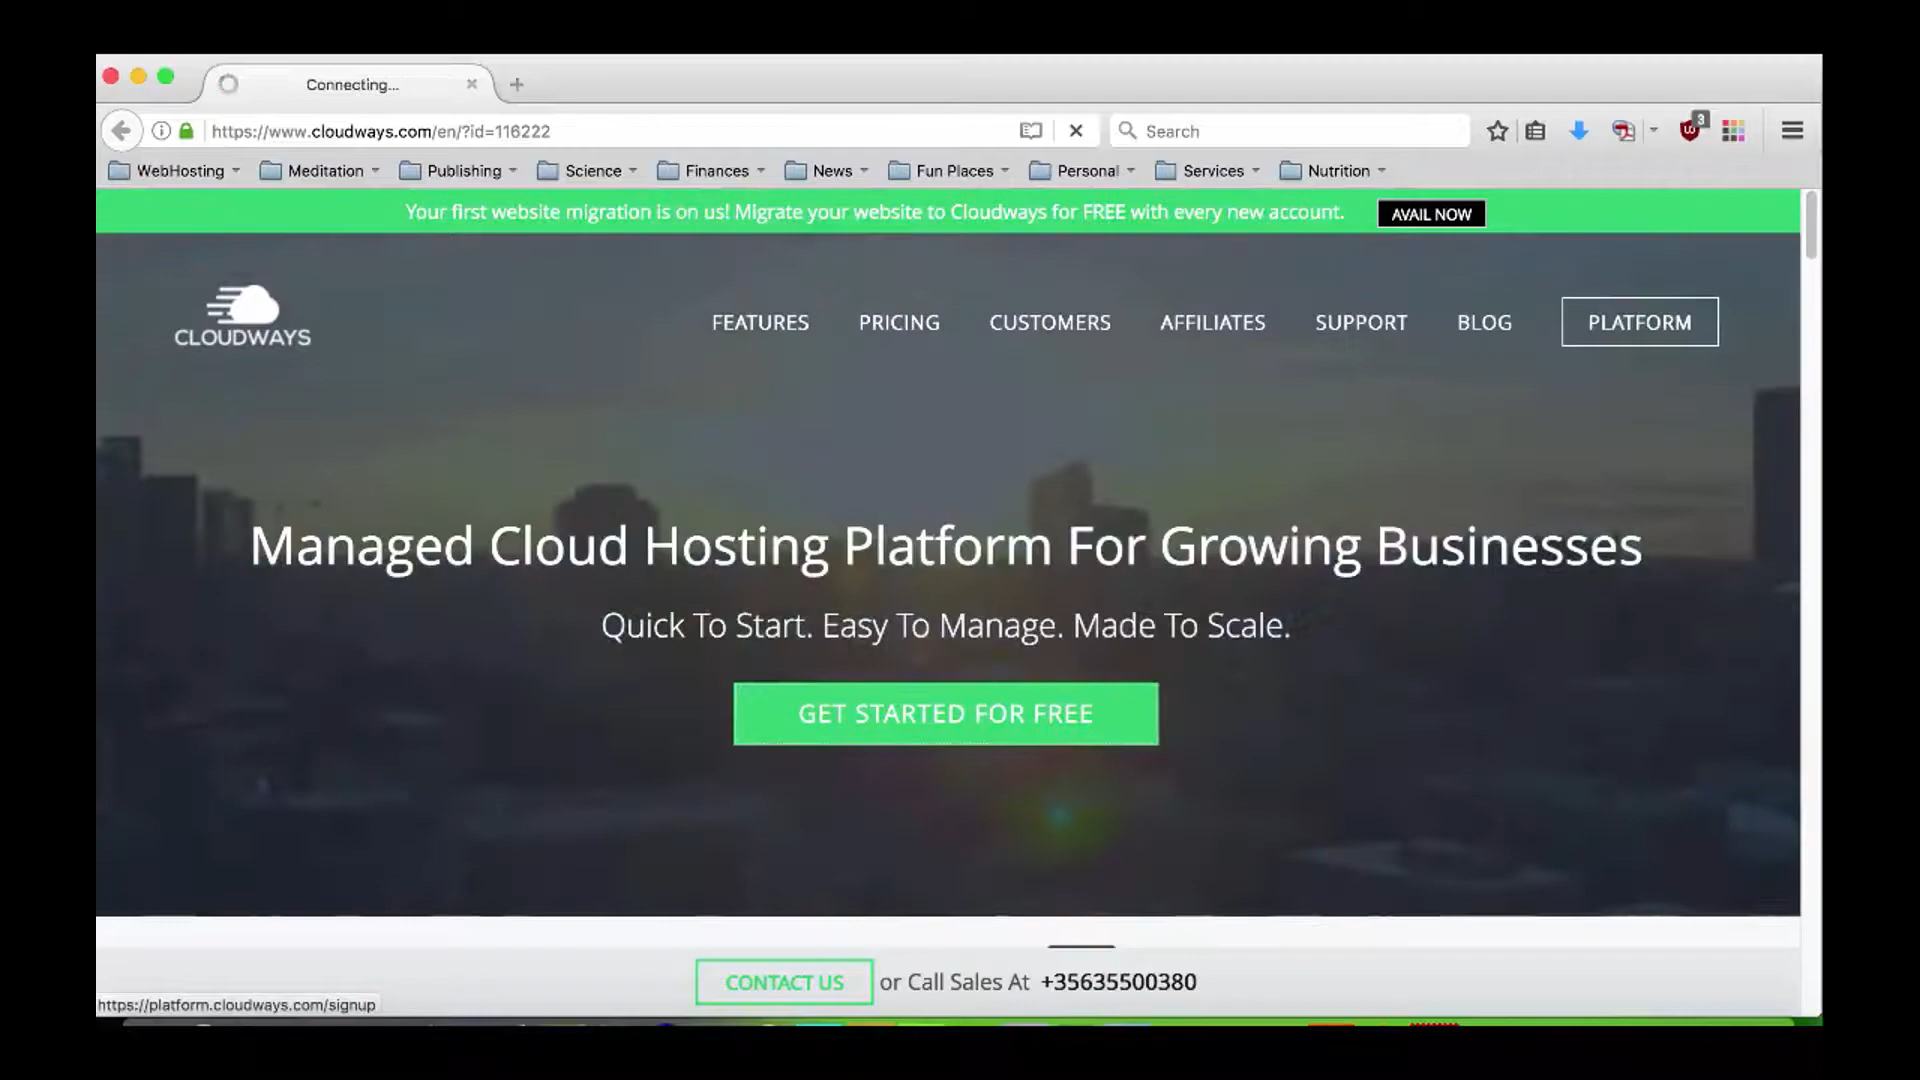 Connecting...
https://www.cloudways.com/en/?id=116222
Search
3
WebHosting
Meditation
Publishing
Science
Finances
News
Fun Places
Personal
Services
Nutrition
Your first website migration is on us! Migrate your website to Cloudways for FREE with every new account.
AVAIL NOW
CLOUDWAYS
FEATURES
PRICING
CUSTOMERS
AFFILIATES
SUPPORT
BLOG
PLATFORM
Managed Cloud Hosting Platform For Growing Businesses
Quick To Start. Easy To Manage. Made To Scale.
GET STARTED FOR FREE
CONTACT US or Call Sales At +35635500380
https://platform.cloudways.com/signup